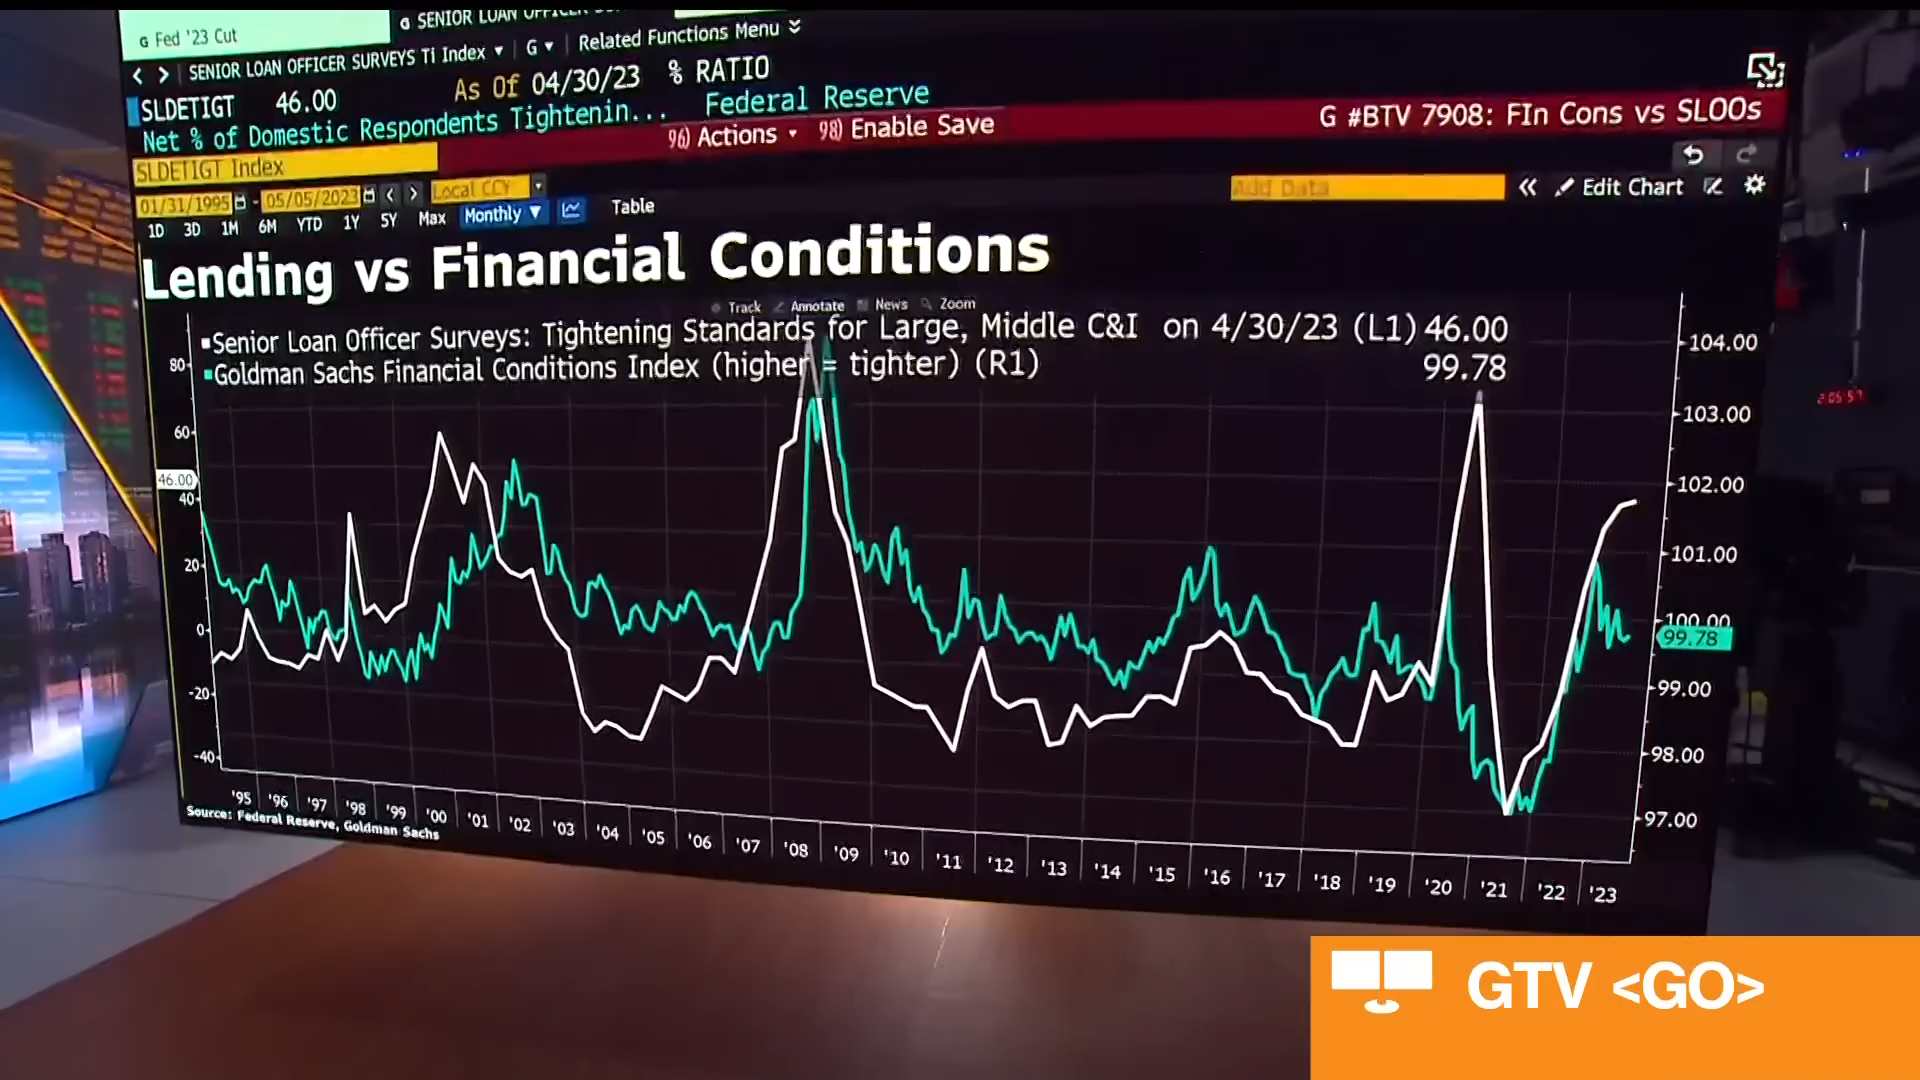 G Fed '23 Cut
G SENIOR LOAN OFFICER
SENIOR LOAN OFFICER SURVEYS Ti Index G Related Functions Menu
SLDETIGT 46.00 As Of 04/30/23 % RATIO
Net % of Domestic Respondents Tightenin... Federal Reserve
SLDETIGT Index 96) Actions 98) Enable Save G #BTV 7908: FIn Cons vs SLOOs
01/31/1995 - 05/05/2023 Local CCY Add Data « Edit Chart
1D 3D 1M 6M YTD 1Y 5Y Max Monthly ▼ Table
Lending vs Financial Conditions
Track Annotate News Zoom
Senior Loan Officer Surveys: Tightening Standards for Large, Middle C&I on 4/30/23 (L1) 46.00
Goldman Sachs Financial Conditions Index (higher = tighter) (R1) 99.78
80
60
46.00
40
20
0
-20
-40
104.00
103.00
102.00
101.00
100.00
99.78
99.00
98.00
97.00
2:05:57
'95 '96 '97 '98 '99 '00 '01 '02 '03 '04 '05 '06 '07 '08 '09 '10 '11 '12 '13 '14 '15 '16 '17 '18 '19 '20 '21 '22 '23
Source: Federal Reserve, Goldman Sachs
GTV <GO>